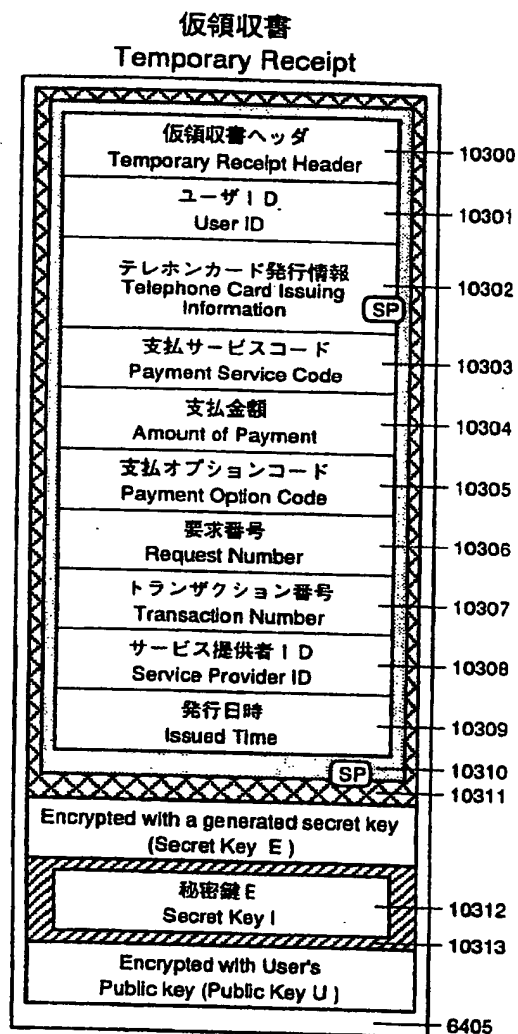 仮領収書
Temporary Receipt
仮領収書ヘッダ
Temporary Receipt Header
10300
ユーザID
User ID
10301
テレホンカード発行情報
Telephone Card Issuing
Information
SP
10302
支払サービスコード
Payment Service Code
10303
支払金額
Amount of Payment
10304
支払オプションコード
Payment Option Code
10305
要求番号
Request Number
10306
トランザクション番号
Transaction Number
10307
サービス提供者ID
Service Provider ID
10308
発行日時
Issued Time
10309
SP
10310
10311
Encrypted with a generated secret key
(Secret Key E)
秘密鍵E
Secret Key I
10312
10313
Encrypted with User's
Public key (Public Key U)
6405